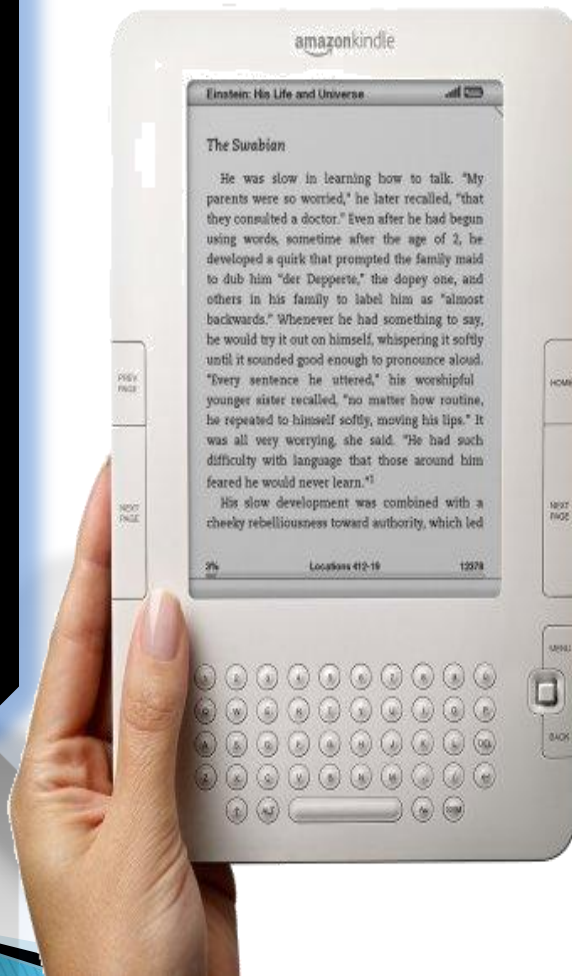 amazonkindle
Einstein: His Life and Universe
The Swabian
He was slow in learning how to talk. “My
parents were so worried,” he later recalled, “that
they consulted a doctor.” Even after he had begun
using words, sometime after the age of 2, he
developed a quirk that prompted the family maid
to dub him “der Depperte,” the dopey one, and
others in his family to label him as “almost
backwards.” Whenever he had something to say,
he would try it out on himself, whispering it softly
until it sounded good enough to pronounce aloud.
“Every sentence he uttered,” his worshipful
younger sister recalled, “no matter how routine,
he repeated to himself softly, moving his lips.” It
was all very worrying, she said. “He had such
difficulty with language that those around him
feared he would never learn.”1
His slow development was combined with a
cheeky rebelliousness toward authority, which led
3% Locations 412-19 12378
PREV
PAGE
HOME
NEXT
PAGE
NEXT
PAGE
MENU
BACK
ALT